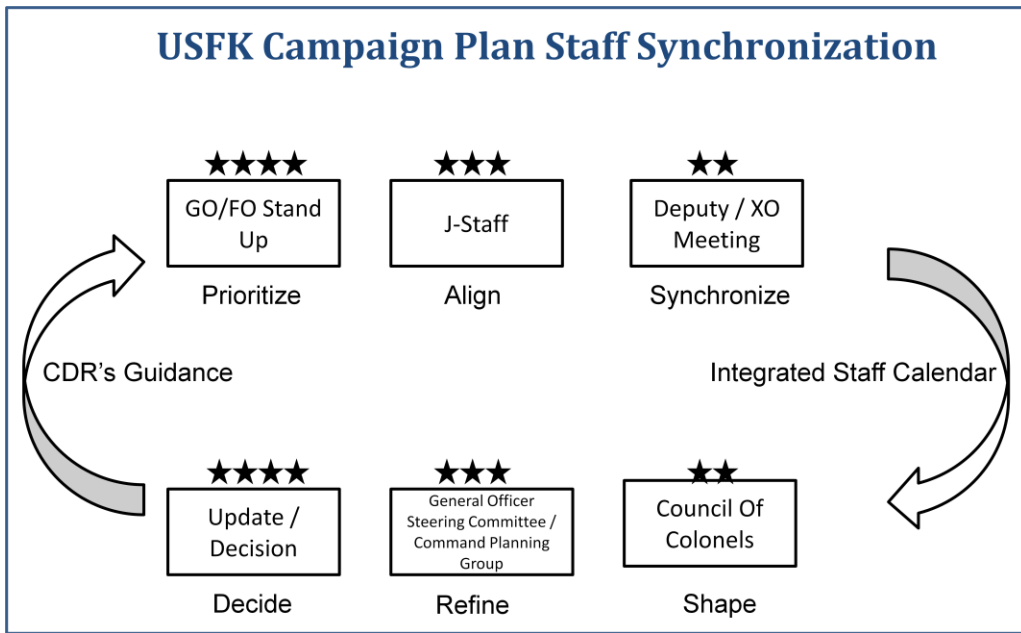 USFK Campaign Plan Staff Synchronization
GO/FO Stand
Up
J-Staff
Deputy / XO
Meeting
Prioritize
Align
Synchronize
CDR's Guidance
Integrated Staff Calendar
Update /
Decision
General Officer
Steering Committee /
Command Planning
Group
Council Of
Colonels
Decide
Refine
Shape